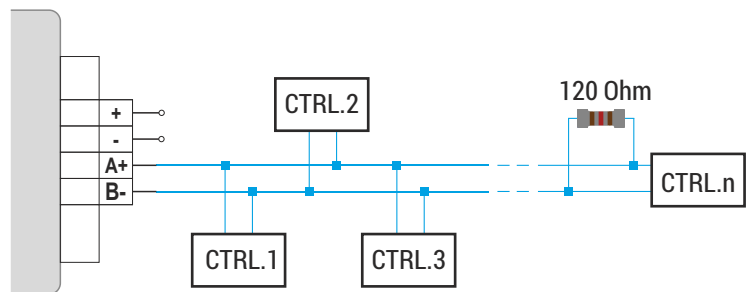 120 Ohm
CTRL.2
+
-
A+
B-
CTRL.n
CTRL.1
CTRL.3